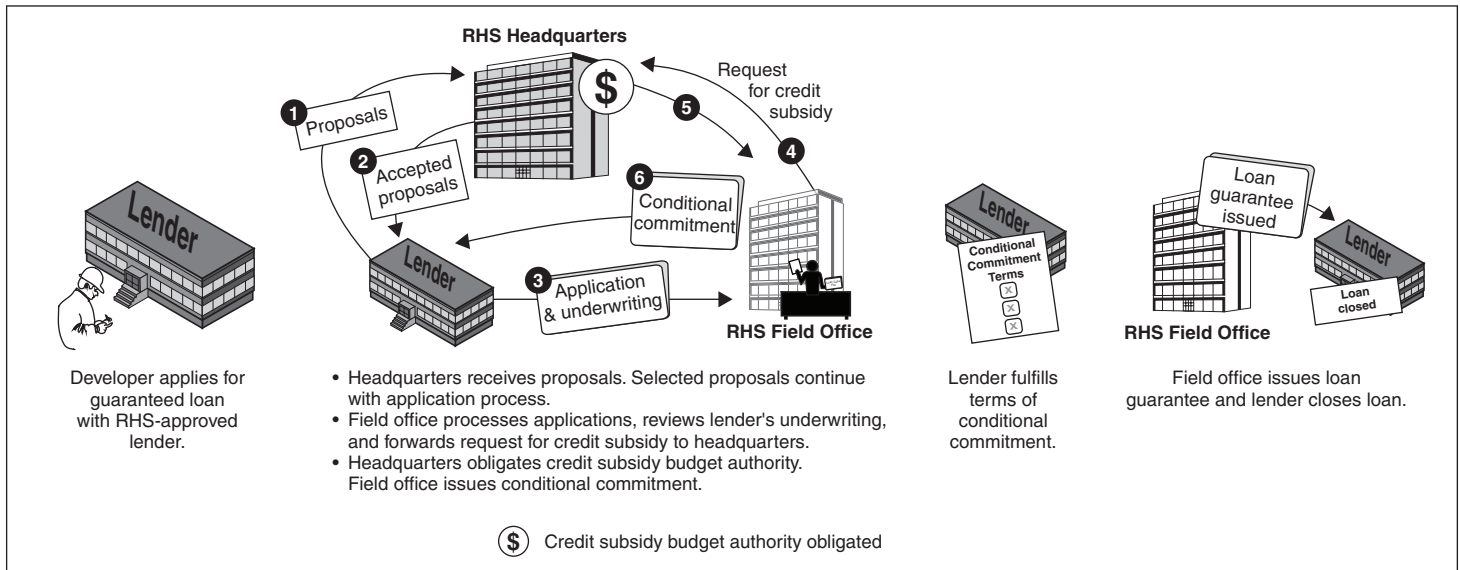 Lender
Developer applies for
guaranteed loan
with RHS-approved
lender.
RHS Headquarters
$
1
Proposals
2
Accepted
proposals
Lender
3
Application
& underwriting
RHS Field Office
4
Request
for credit
subsidy
5
6
Conditional
commitment
• Headquarters receives proposals. Selected proposals continue
with application process.
• Field office processes applications, reviews lender's underwriting,
and forwards request for credit subsidy to headquarters.
• Headquarters obligates credit subsidy budget authority.
Field office issues conditional commitment.
Lender
Conditional
Commitment
Terms
X
X
X
Lender fulfills
terms of
conditional
commitment.
Loan
guarantee
issued
RHS Field Office
Lender
Loan
closed
Field office issues loan
guarantee and lender closes loan.
$ Credit subsidy budget authority obligated